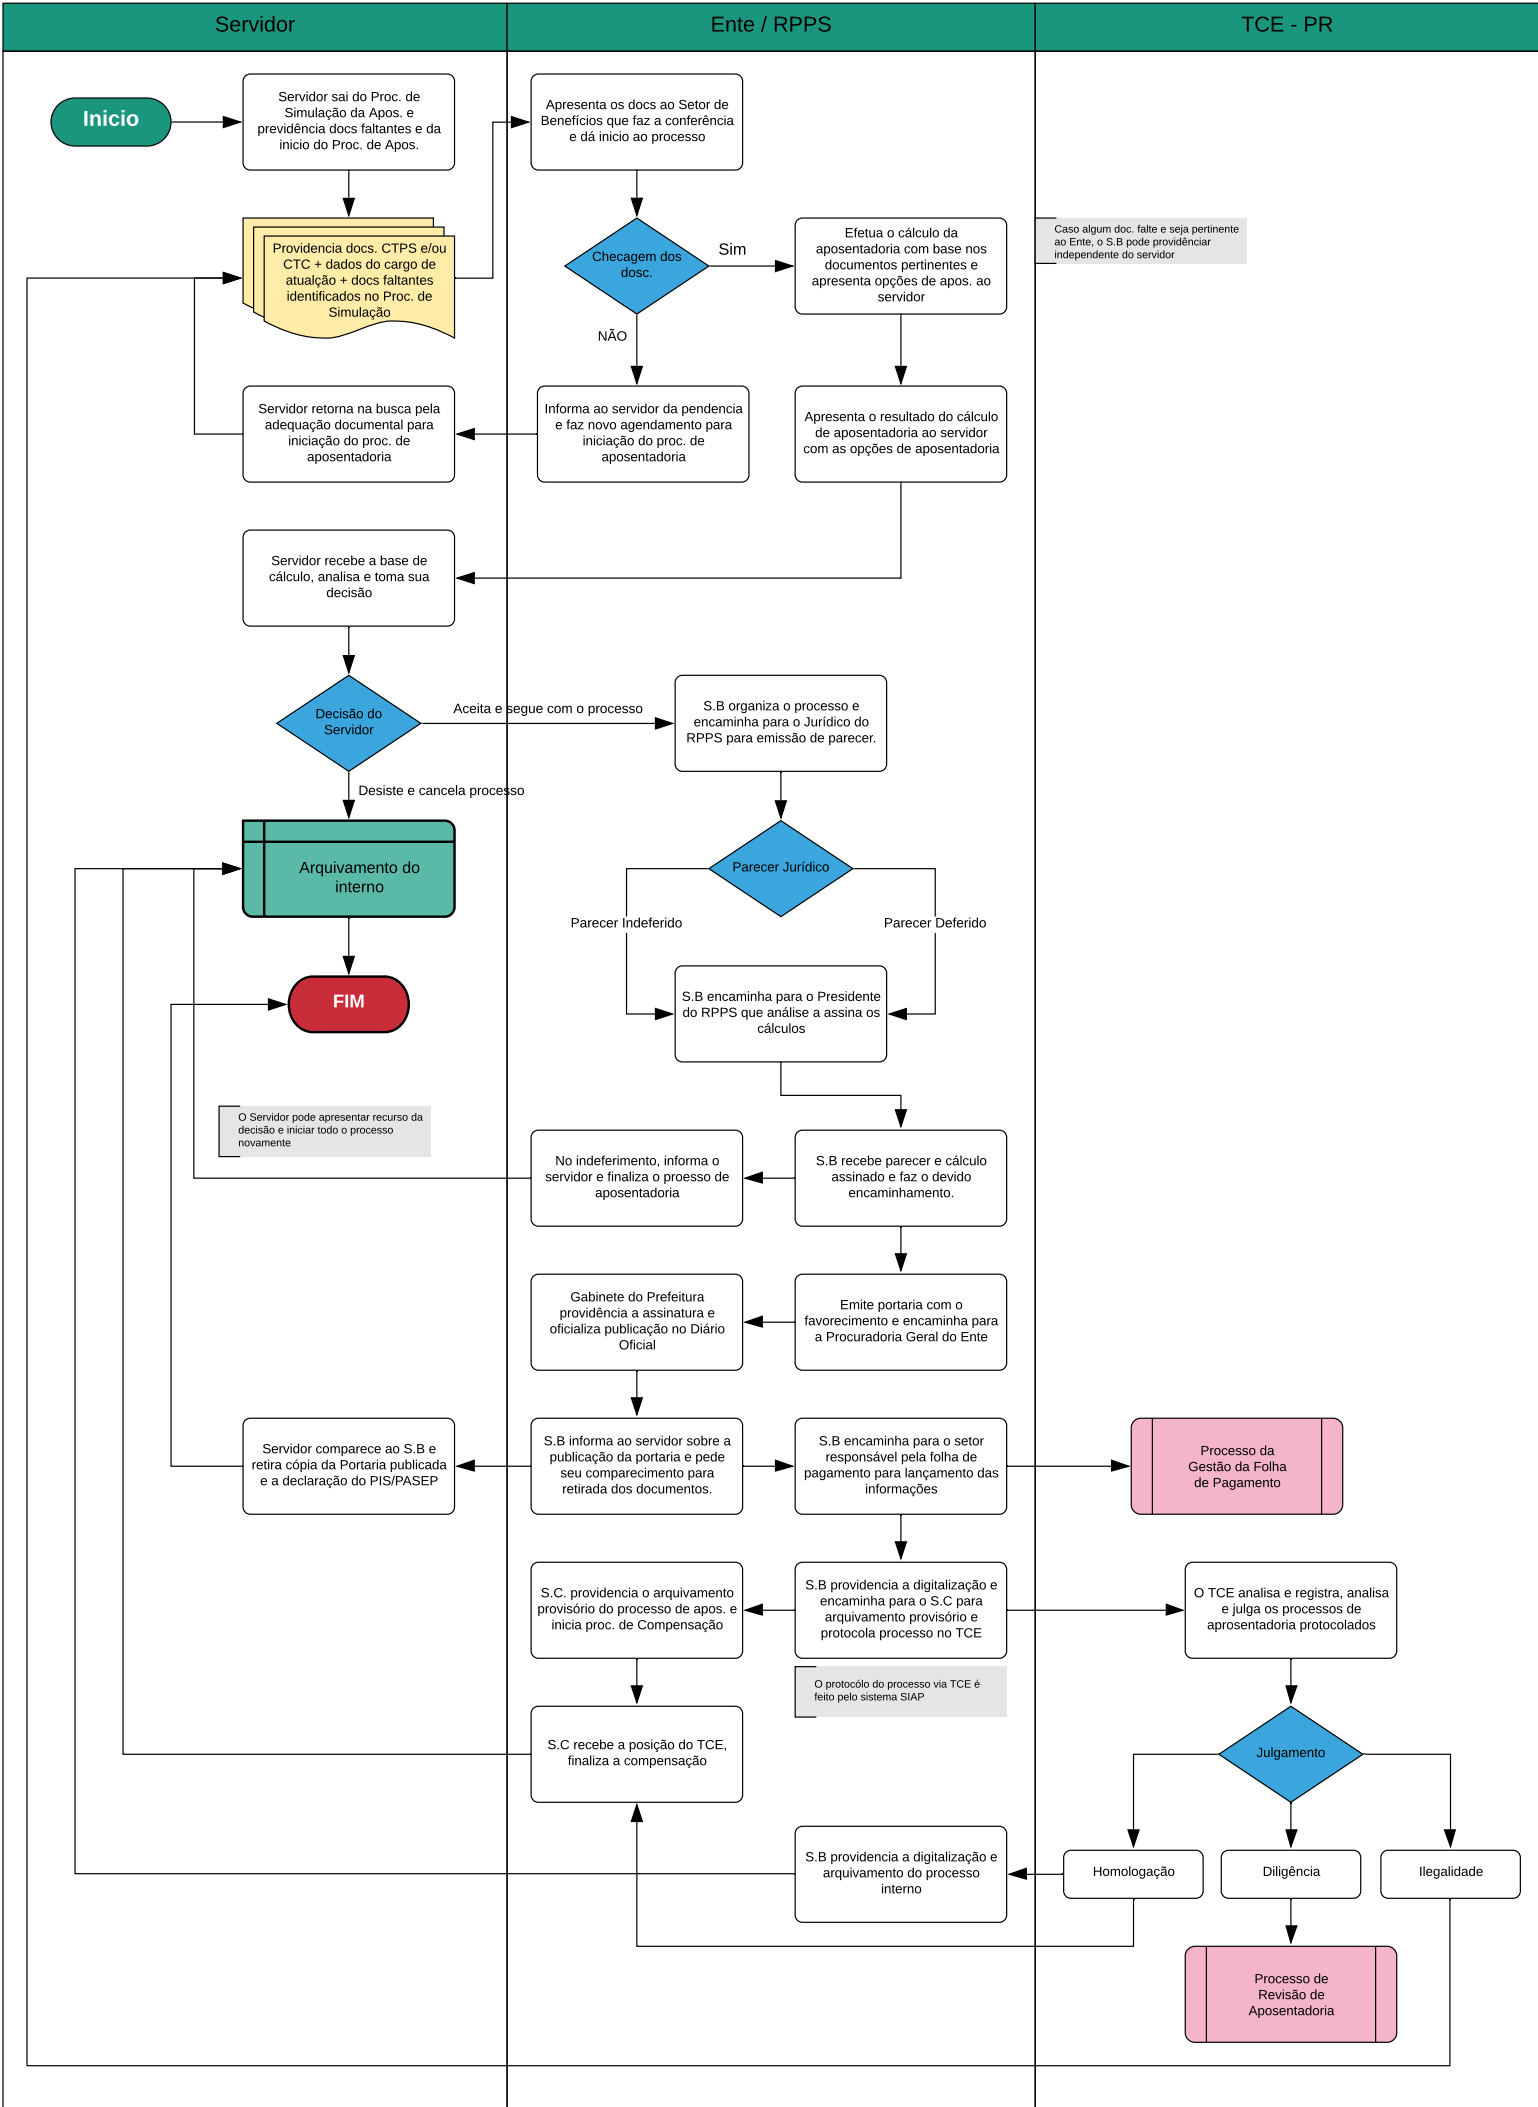 Servidor
Ente / RPPS
TCE - PR
Inicio
Servidor sai do Proc. de
Simulação da Apos. e
previdência docs faltantes e da
inicio do Proc. de Apos.
Apresenta os docs ao Setor de
Benefícios que faz a conferência
e dá inicio ao processo
Providencia docs. CTPS e/ou
CTC + dados do cargo de
atualção + docs faltantes
identificados no Proc. de
Simulação
Checagem dos
dosc.
Sim
NÃO
Efetua o cálculo da
aposentadoria com base nos
documentos pertinentes e
apresenta opções de apos. ao
servidor
Caso algum doc. falte e seja pertinente
ao Ente, o S.B pode providênciar
independente do servidor
Servidor retorna na busca pela
adequação documental para
iniciação do proc. de
aposentadoria
Informa ao servidor da pendencia
e faz novo agendamento para
iniciação do proc. de
aposentadoria
Apresenta o resultado do cálculo
de aposentadoria ao servidor
com as opções de aposentadoria
Servidor recebe a base de
cálculo, analisa e toma sua
decisão
Decisão do
Servidor
Aceita e segue com o processo
Desiste e cancela processo
S.B organiza o processo e
encaminha para o Jurídico do
RPPS para emissão de parecer.
Arquivamento do
interno
Parecer Jurídico
Parecer Indeferido
Parecer Deferido
FIM
S.B encaminha para o Presidente
do RPPS que análise a assina os
cálculos
O Servidor pode apresentar recurso da
decisão e iniciar todo o processo
novamente
No indeferimento, informa o
servidor e finaliza o proesso de
aposentadoria
S.B recebe parecer e cálculo
assinado e faz o devido
encaminhamento.
Gabinete do Prefeitura
providência a assinatura e
oficializa publicação no Diário
Oficial
Emite portaria com o
favorecimento e encaminha para
a Procuradoria Geral do Ente
Servidor comparece ao S.B e
retira cópia da Portaria publicada
e a declaração do PIS/PASEP
S.B informa ao servidor sobre a
publicação da portaria e pede
seu comparecimento para
retirada dos documentos.
S.B encaminha para o setor
responsável pela folha de
pagamento para lançamento das
informações
Processo da
Gestão da Folha
de Pagamento
S.C. providencia o arquivamento
provisório do processo de apos. e
inicia proc. de Compensação
S.B providencia a digitalização e
encaminha para o S.C para
arquivamento provisório e
protocola processo no TCE
O TCE analisa e registra, analisa
e julga os processos de
aprosentadoria protocolados
O protocólo do processo via TCE é
feito pelo sistema SIAP
S.C recebe a posição do TCE,
finaliza a compensação
Julgamento
S.B providencia a digitalização e
arquivamento do processo
interno
Homologação
Diligência
Ilegalidade
Processo de
Revisão de
Aposentadoria